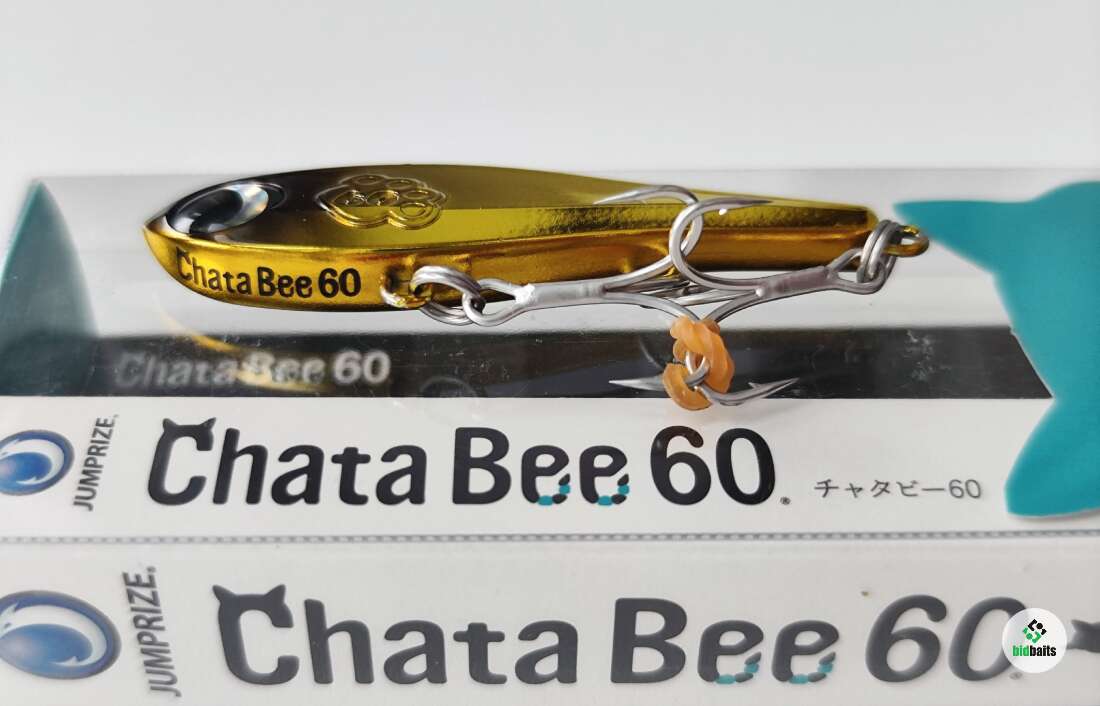 Chata Bee 60
Chata Bee 60
JUMPRIZE.
Chata Bee 60.
チャタビー60
JUMPRIZE.
Chata Bee 60.
bidbaits